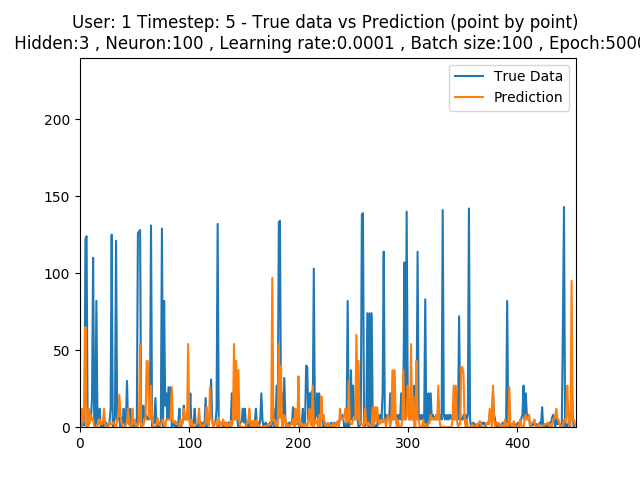 User: 1 Timestep: 5 - True data vs Prediction (point by point)
Hidden:3 , Neuron:100 , Learning rate:0.0001 , Batch size:100 , Epoch:5000
True Data
Prediction
200
150
100
50
0
0 100 200 300 400